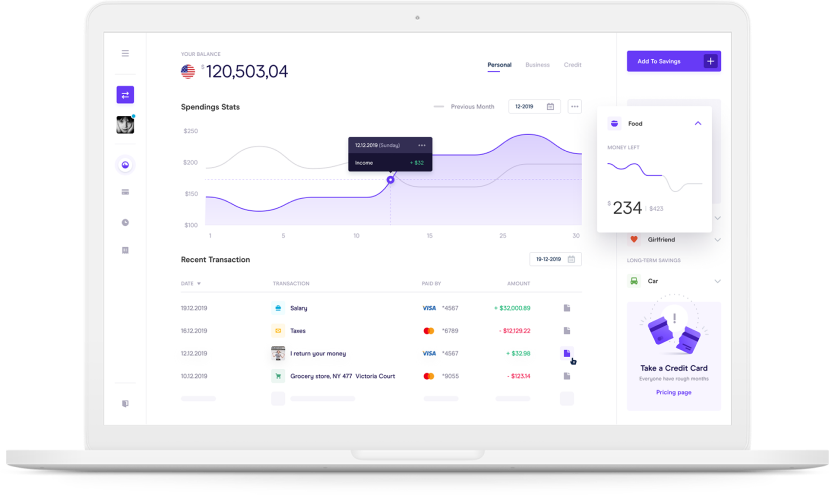 YOUR BALANCE
$120,503,04
Personal
Business
Credit
Add To Savings
Spendings Stats
Previous Month
12-2019
Food
MONEY LEFT
$234
$423
$250
$200
$150
$100
12.12.2019 (Sunday)
Income
+ $32
1
5
10
15
25
30
Girlfriend
Recent Transaction
19-12-2019
LONG-TERM SAVINGS
Car
DATE
TRANSACTION
PAID BY
AMOUNT
19.12.2019
Salary
VISA *4567
+ $32,000.89
16.12.2019
Taxes
*6789
- $12,129.22
12.12.2019
I return your money
VISA *4567
+ $32.98
10.12.2019
Grocery store, NY 477 Victoria Court
*9055
- $123,14
Take a Credit Card
Everyone have rough months
Pricing page